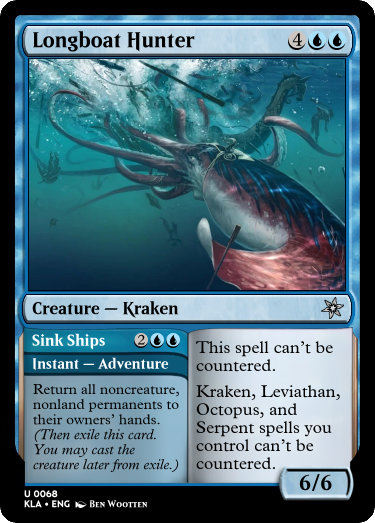 Longboat Hunter 4
Creature — Kraken
Sink Ships 2
Instant — Adventure
Return all noncreature,
nonland permanents to
their owners' hands.
(Then exile this card.
You may cast the
creature later from exile.)
This spell can't be
countered.
Kraken, Leviathan,
Octopus, and
Serpent spells you
control can't be
countered.
6/6
U 0068
KLA • ENG Ben Wootten